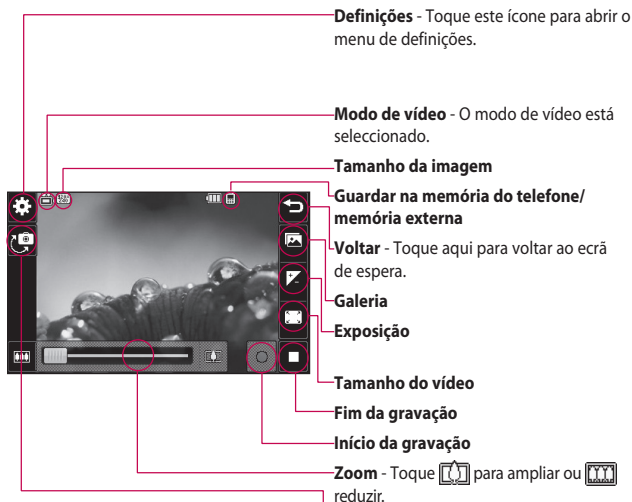 Definições - Toque este ícone para abrir o
menu de definições.
Modo de vídeo - O modo de vídeo está
seleccionado.
Tamanho da imagem
Guardar na memória do telefone/
memória externa
Voltar - Toque aqui para voltar ao ecrã
de espera.
Galeria
Exposição
Tamanho do vídeo
Fim da gravação
Início da gravação
Zoom - Toque para ampliar ou
reduzir.